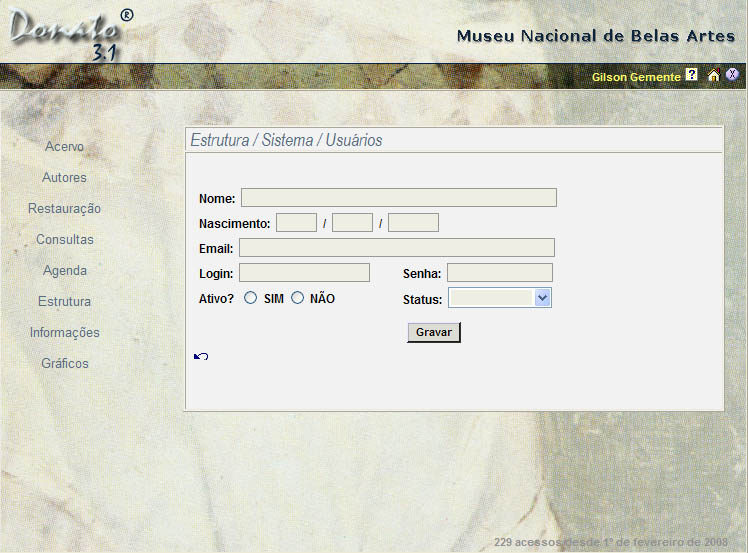 Donato ®
3.1
Museu Nacional de Belas Artes
Gilson Gemente ? X
Acervo
Autores
Restauração
Consultas
Agenda
Estrutura
Informações
Gráficos
Estrutura / Sistema / Usuários
Nome:
Nascimento: / /
Email:
Login: Senha:
Ativo? SIM NÃO Status:
Gravar
229 acessos desde 1º de fevereiro de 2008